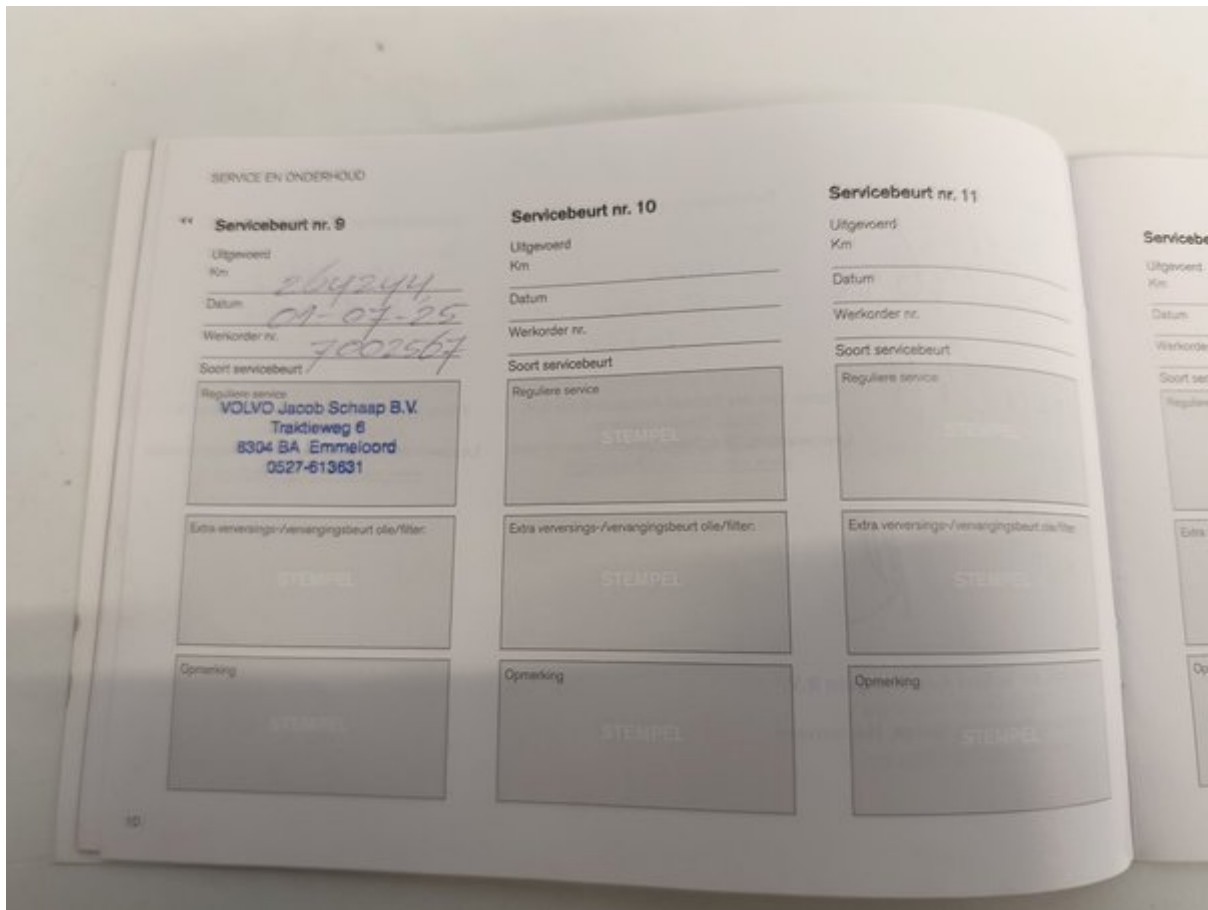 SERVICE EN ONDERHOUD
Servicebeurt nr. 9
Uitgevoerd
Km 264244
Datum 01-07-25
Werkorder nr. 7002567
Soort servicebeurt
Reguliere service
VOLVO Jacob Schaap B.V.
Traktieweg 6
8304 BA Emmeloord
0527-613631
Extra verversings-/vervangingsbeurt olie/filter:
STEMPEL
Opmerking
STEMPEL
10
Servicebeurt nr. 10
Uitgevoerd
Km
Datum
Werkorder nr.
Soort servicebeurt
Reguliere service
STEMPEL
Extra verversings-/vervangingsbeurt olie/filter:
STEMPEL
Opmerking
STEMPEL
Servicebeurt nr. 11
Uitgevoerd
Km
Datum
Werkorder nr.
Soort servicebeurt
Reguliere service
STEMPEL
Extra verversings-/vervangingsbeurt olie/filter:
STEMPEL
Opmerking
STEMPEL
Uitgevoerd
Km
Datum
Extra